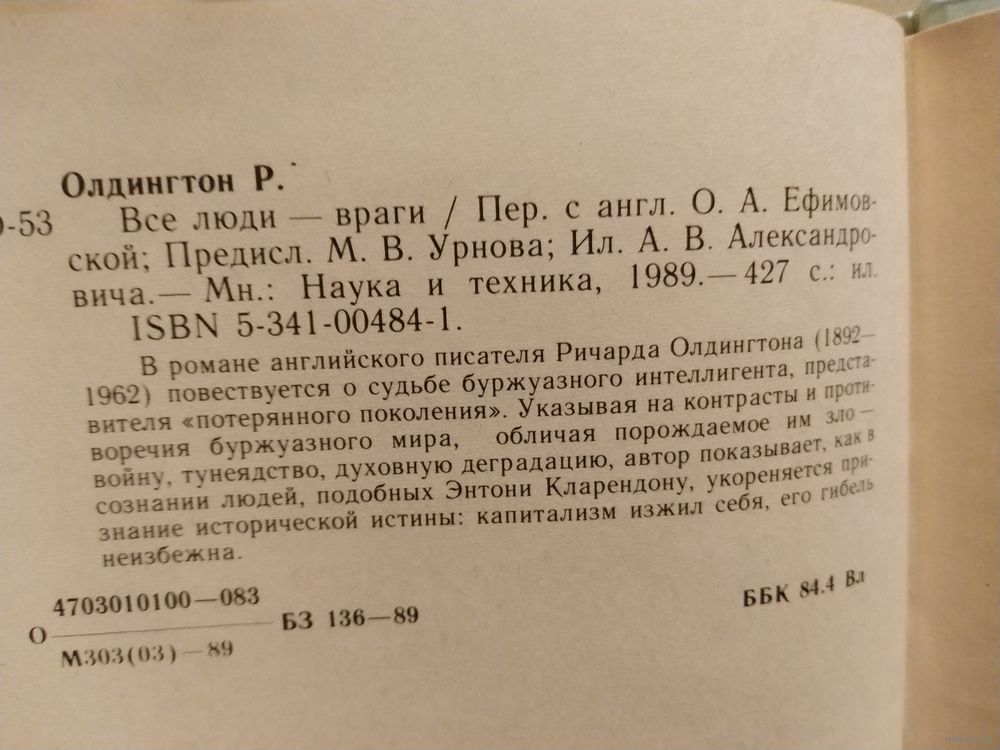 Олдингтон Р.
-53 Все люди — враги / Пер. с англ. О. А. Ефимов-
ской; Предисл. М. В. Урнова; Ил. А. В. Александро-
вича.— Мн.: Наука и техника, 1989.— 427 с.: ил.
ISBN 5-341-00484-1.
В романе английского писателя Ричарда Олдингтона (1892—
1962) повествуется о судьбе буржуазного интеллигента, предста-
вителя «потерянного поколения». Указывая на контрасты и проти-
воречия буржуазного мира, обличая порождаемое им зло —
войну, тунеядство, духовную деградацию, автор показывает, как в
сознании людей, подобных Энтони Кларендону, укореняется при-
знание исторической истины: капитализм изжил себя, его гибель
неизбежна.
4703010100—083
О БЗ 136—89
М303(03)—89
ББК 84.4 Вл